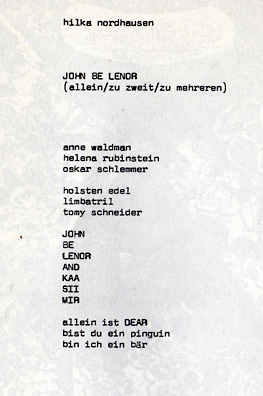 hilka nordhausen
JOHN BE LENOR
(allein/zu zweit/zu mehreren)
anne waldman
helena rubinstein
oskar schlemmer
holsten edel
limbatril
tomy schneider
JOHN
BE
LENOR
AND
KAA
SII
MIR
allein ist DEAR
bist du ein pinguin
bin ich ein bär